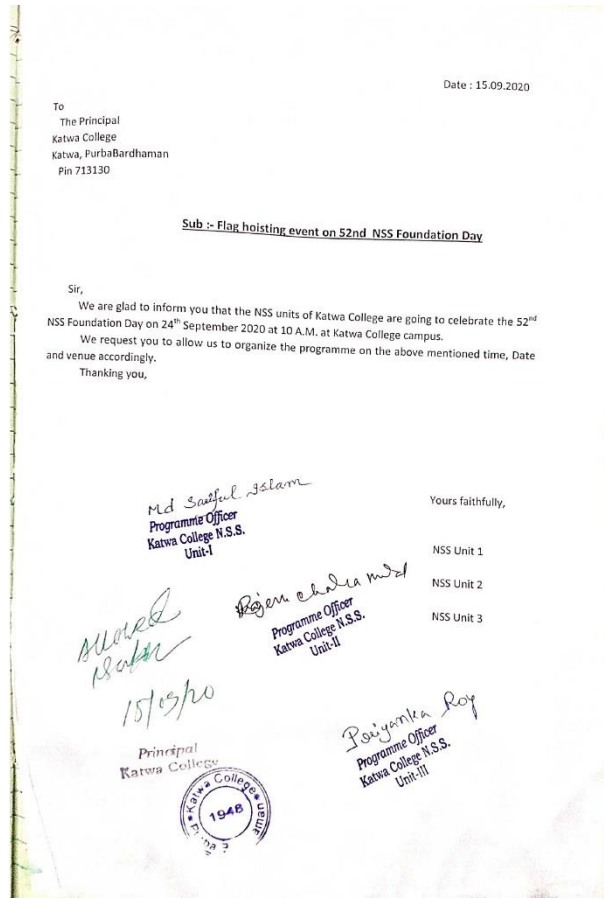 Date : 15.09.2020
To
The Principal
Katwa College
Katwa, PurbaBardhaman
Pin 713130
Sub :- Flag hoisting event on 52nd NSS Foundation Day
Sir,
We are glad to inform you that the NSS units of Katwa College are going to celebrate the 52nd
NSS Foundation Day on 24th September 2020 at 10 A.M. at Katwa College campus.
We request you to allow us to organize the programme on the above mentioned time, Date
and venue accordingly.
Thanking you,
Yours faithfully,
NSS Unit 1
NSS Unit 2
NSS Unit 3
Md Saiful Islam
Programme Officer
Katwa College N.S.S.
Unit-I
Programme Officer
Katwa College N.S.S.
Unit-II
Allowed
15/09/20
Principal
Katwa College
Katwa College
1948
Priyanka Roy
Programme Officer
Katwa College N.S.S.
Unit-III